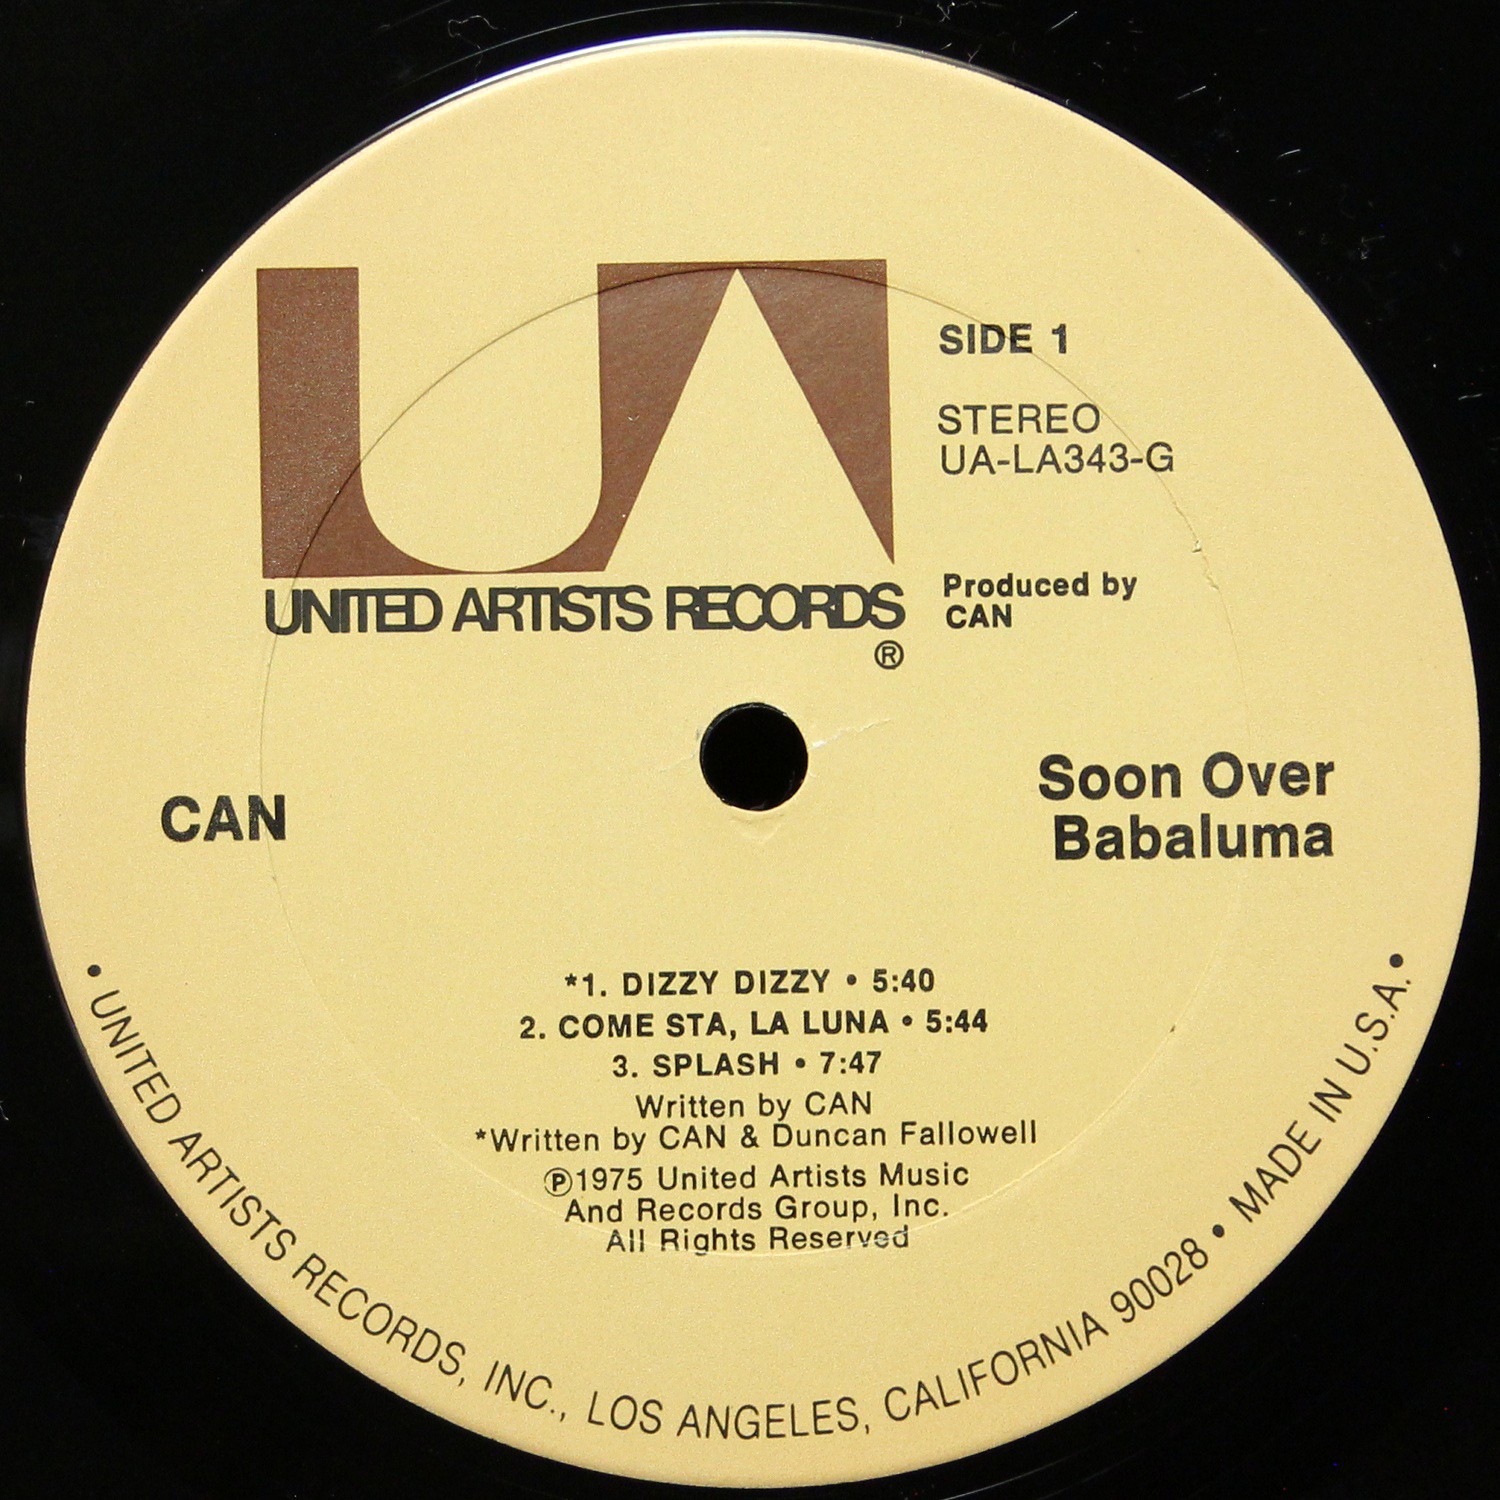 UA
SIDE 1
STEREO
UA-LA343-G
UNITED ARTISTS RECORDS
®
Produced by
CAN
CAN
Soon Over
Babaluma
*1. DIZZY DIZZY • 5:40
2. COME STA, LA LUNA • 5:44
3. SPLASH • 7:47
Written by CAN
*Written by CAN & Duncan Fallowell
℗1975 United Artists Music
And Records Group, Inc.
All Rights Reserved
• UNITED ARTISTS RECORDS, INC., LOS ANGELES, CALIFORNIA 90028 • MADE IN U.S.A. •